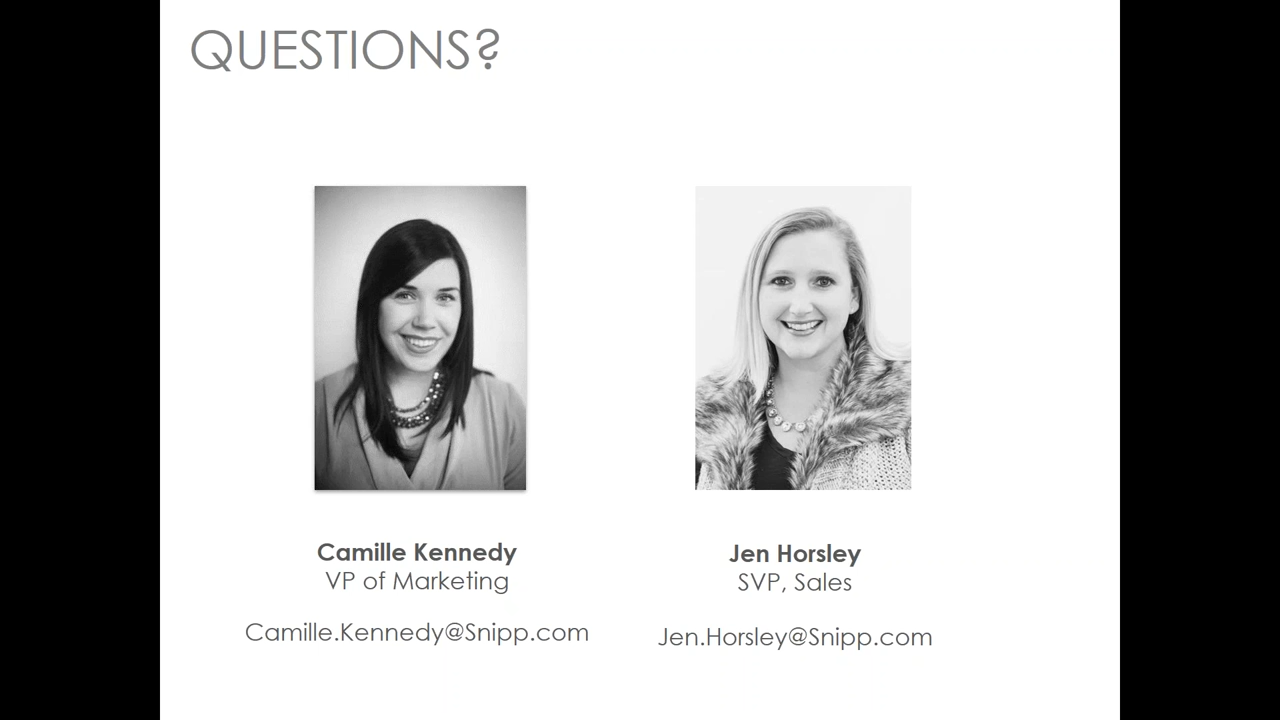 QUESTIONS?
Camille Kennedy
VP of Marketing
Camille.Kennedy@Snipp.com
Jen Horsley
SVP, Sales
Jen.Horsley@Snipp.com